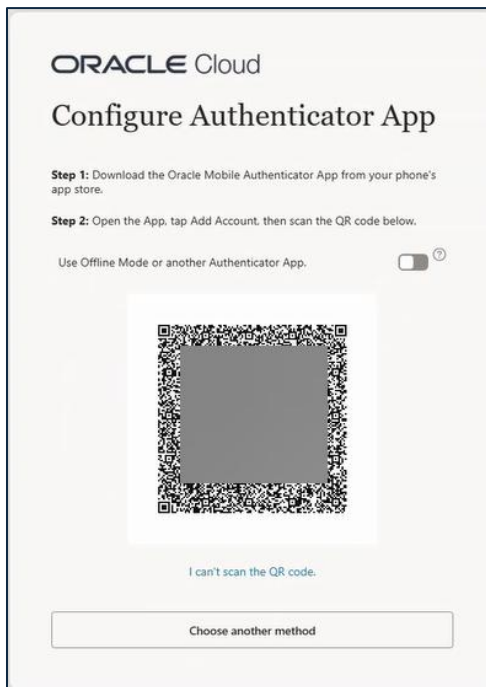 ORACLE Cloud
Configure Authenticator App
Step 1: Download the Oracle Mobile Authenticator App from your phone's
app store.
Step 2: Open the App, tap Add Account, then scan the QR code below.
Use Offline Mode or another Authenticator App.
?
I can't scan the QR code.
Choose another method